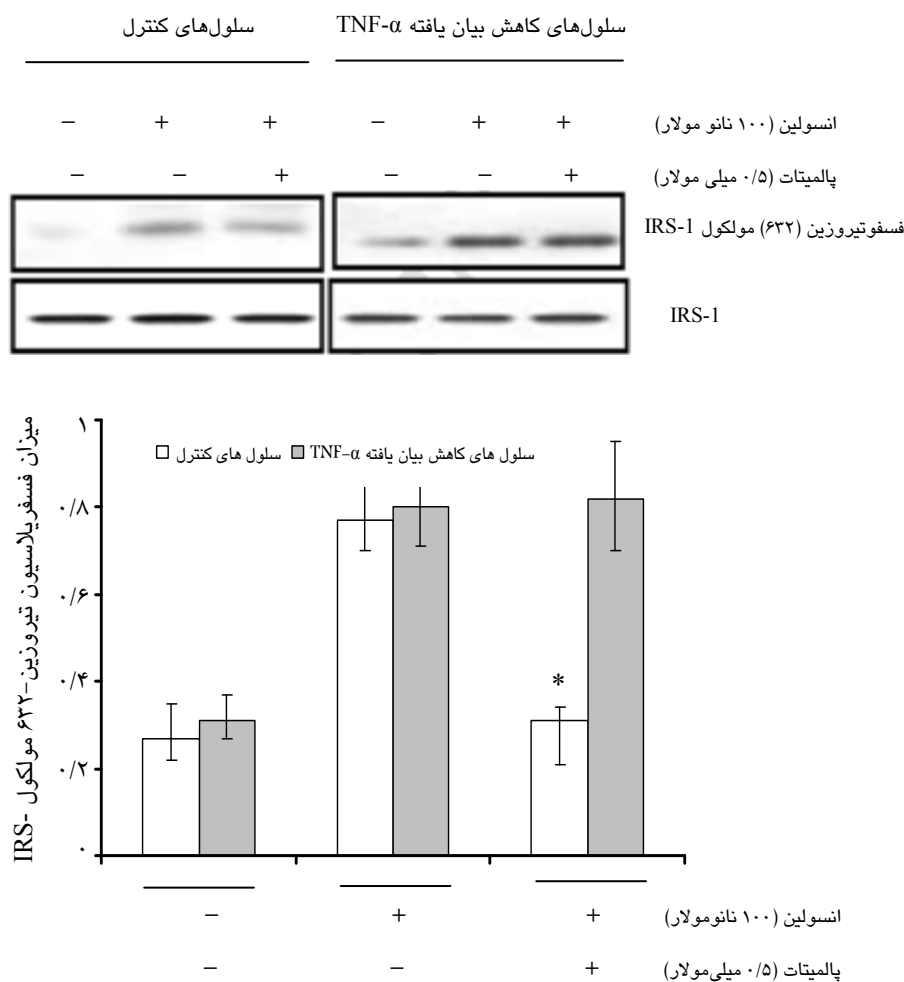 سلول‌های کنترل سلول‌های کاهش بیان یافته TNF-α
− + + − + + انسولین (۱۰۰ نانو مولار)
− − + − − + پالمیتات (۰/۵ میلی مولار)
فسفوتیروزین (۶۳۲) مولکول IRS-1
IRS-1
میزان فسفریلاسیون تیروزین-۶۳۲ مولکول IRS-
سلول های کنترل سلول های کاهش بیان یافته TNF-α
۱
۰/۸
۰/۶
۰/۴
*
۰/۲
۰
− + + انسولین (۱۰۰ نانومولار)
− − + پالمیتات (۰/۵ میلی‌مولار)